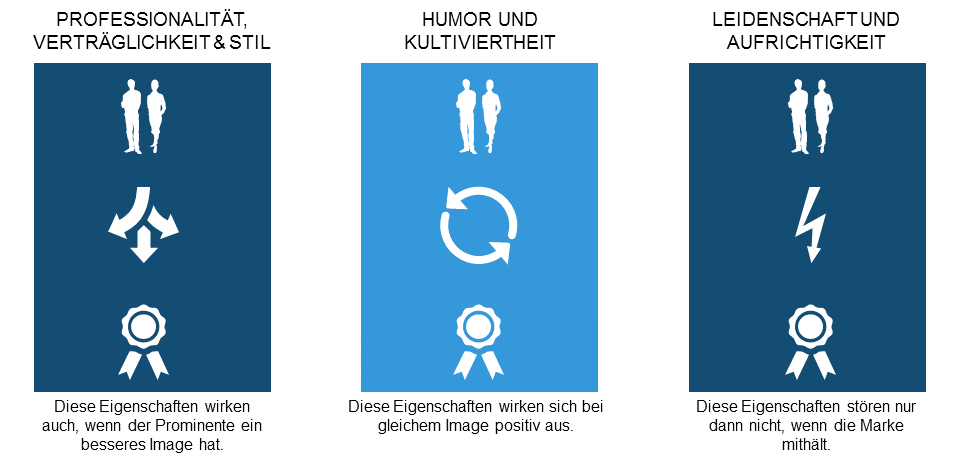 PROFESSIONALITÄT,
VERTRÄGLICHKEIT & STIL
Diese Eigenschaften wirken
auch, wenn der Prominente ein
besseres Image hat.
HUMOR UND
KULTIVIERTHEIT
Diese Eigenschaften wirken sich bei
gleichem Image positiv aus.
LEIDENSCHAFT UND
AUFRICHTIGKEIT
Diese Eigenschaften stören nur
dann nicht, wenn die Marke
mithält.